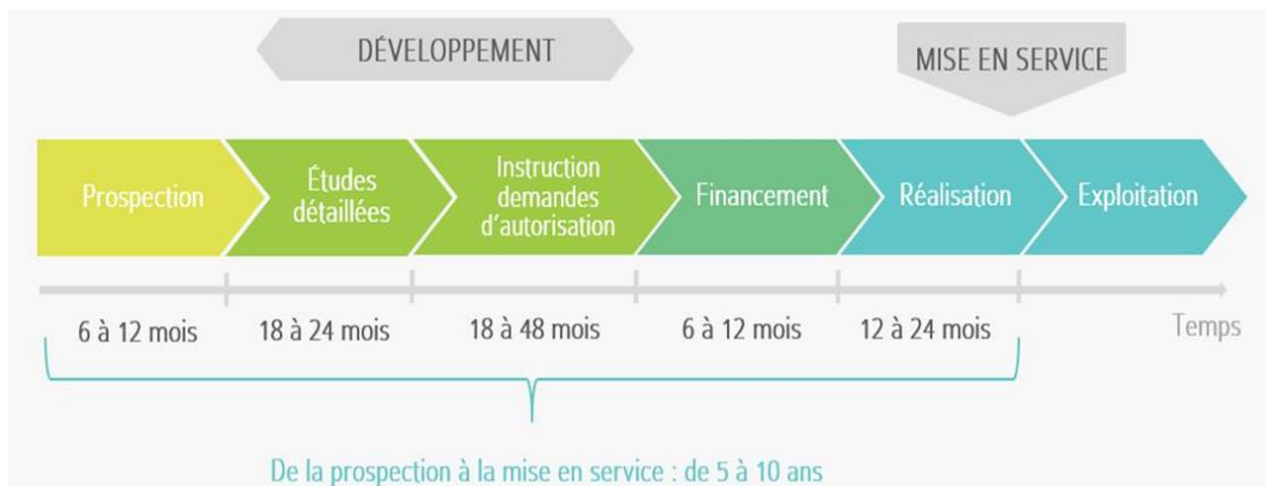 DÉVELOPPEMENT
MISE EN SERVICE
Prospection
Études
détaillées
Instruction
demandes
d'autorisation
Financement
Réalisation
Exploitation
6 à 12 mois
18 à 24 mois
18 à 48 mois
6 à 12 mois
12 à 24 mois
Temps
De la prospection à la mise en service : de 5 à 10 ans